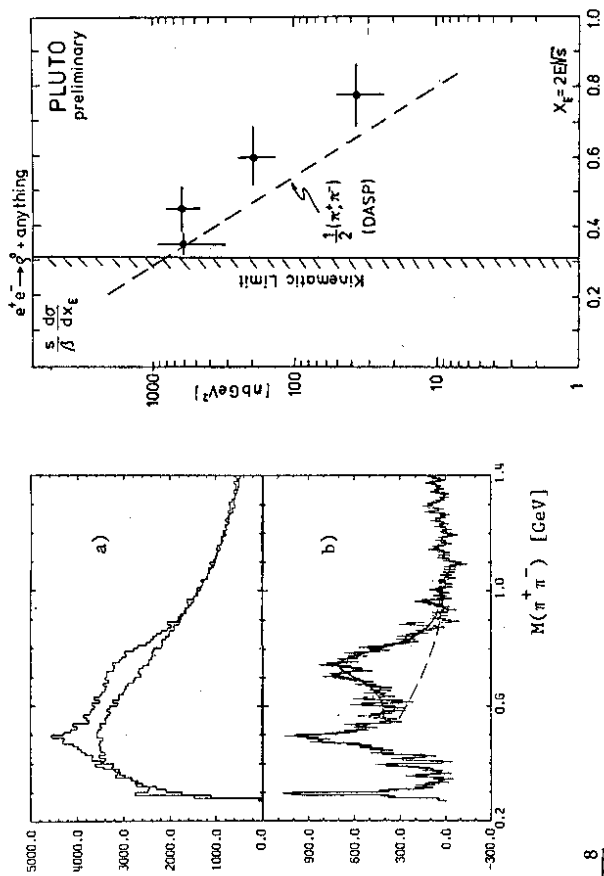 5000.0
4000.0
3000.0
2000.0
1000.0
0.0
a)
900.0
600.0
300.0
0.0
-300.0
b)
0.2
0.6
1.0
1.4
M(π⁺π⁻) [GeV]
e⁺e⁻→ρ⁰+anything
PLUTO
preliminary
s/β dσ/dx_E
[nbGeV²]
1000
100
10
1
½(π⁺,π⁻)
(DASP)
Kinematic Limit
0.2
0.4
0.6
0.8
1.0
X_E = 2E/√s
8